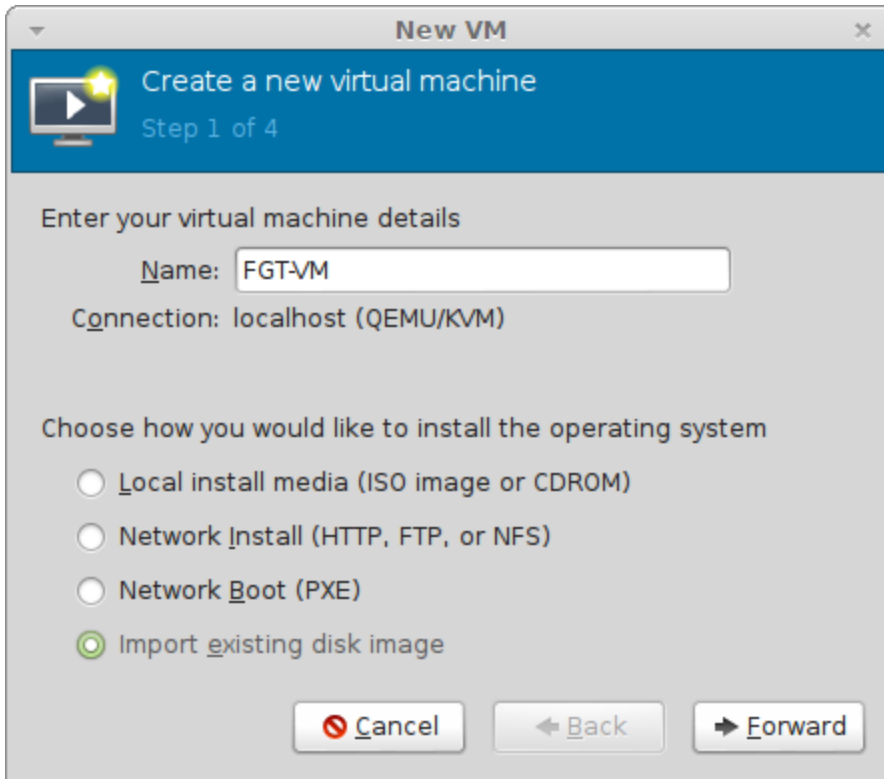 New VM
Create a new virtual machine
Step 1 of 4
Enter your virtual machine details
Name: FGT-VM
Connection: localhost (QEMU/KVM)
Choose how you would like to install the operating system
Local install media (ISO image or CDROM)
Network Install (HTTP, FTP, or NFS)
Network Boot (PXE)
Import existing disk image
Cancel Back Forward